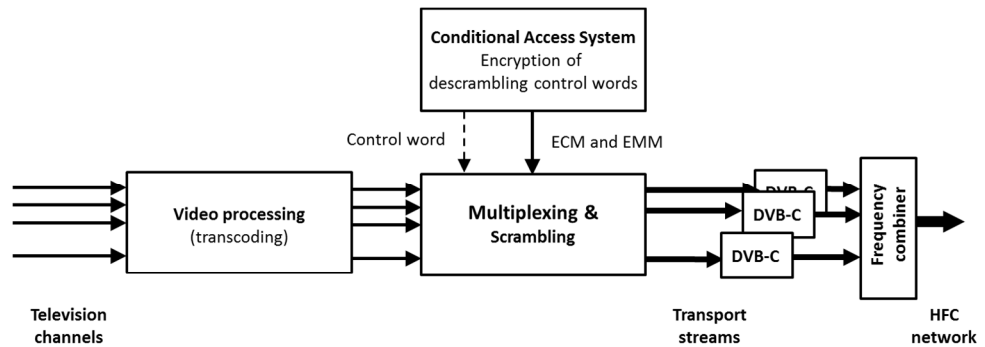 Conditional Access System
Encryption of
descrambling control words
Control word
ECM and EMM
Video processing
(transcoding)
Multiplexing &
Scrambling
DVB-C
DVB-C
Frequency
combiner
Television
channels
Transport
streams
HFC
network